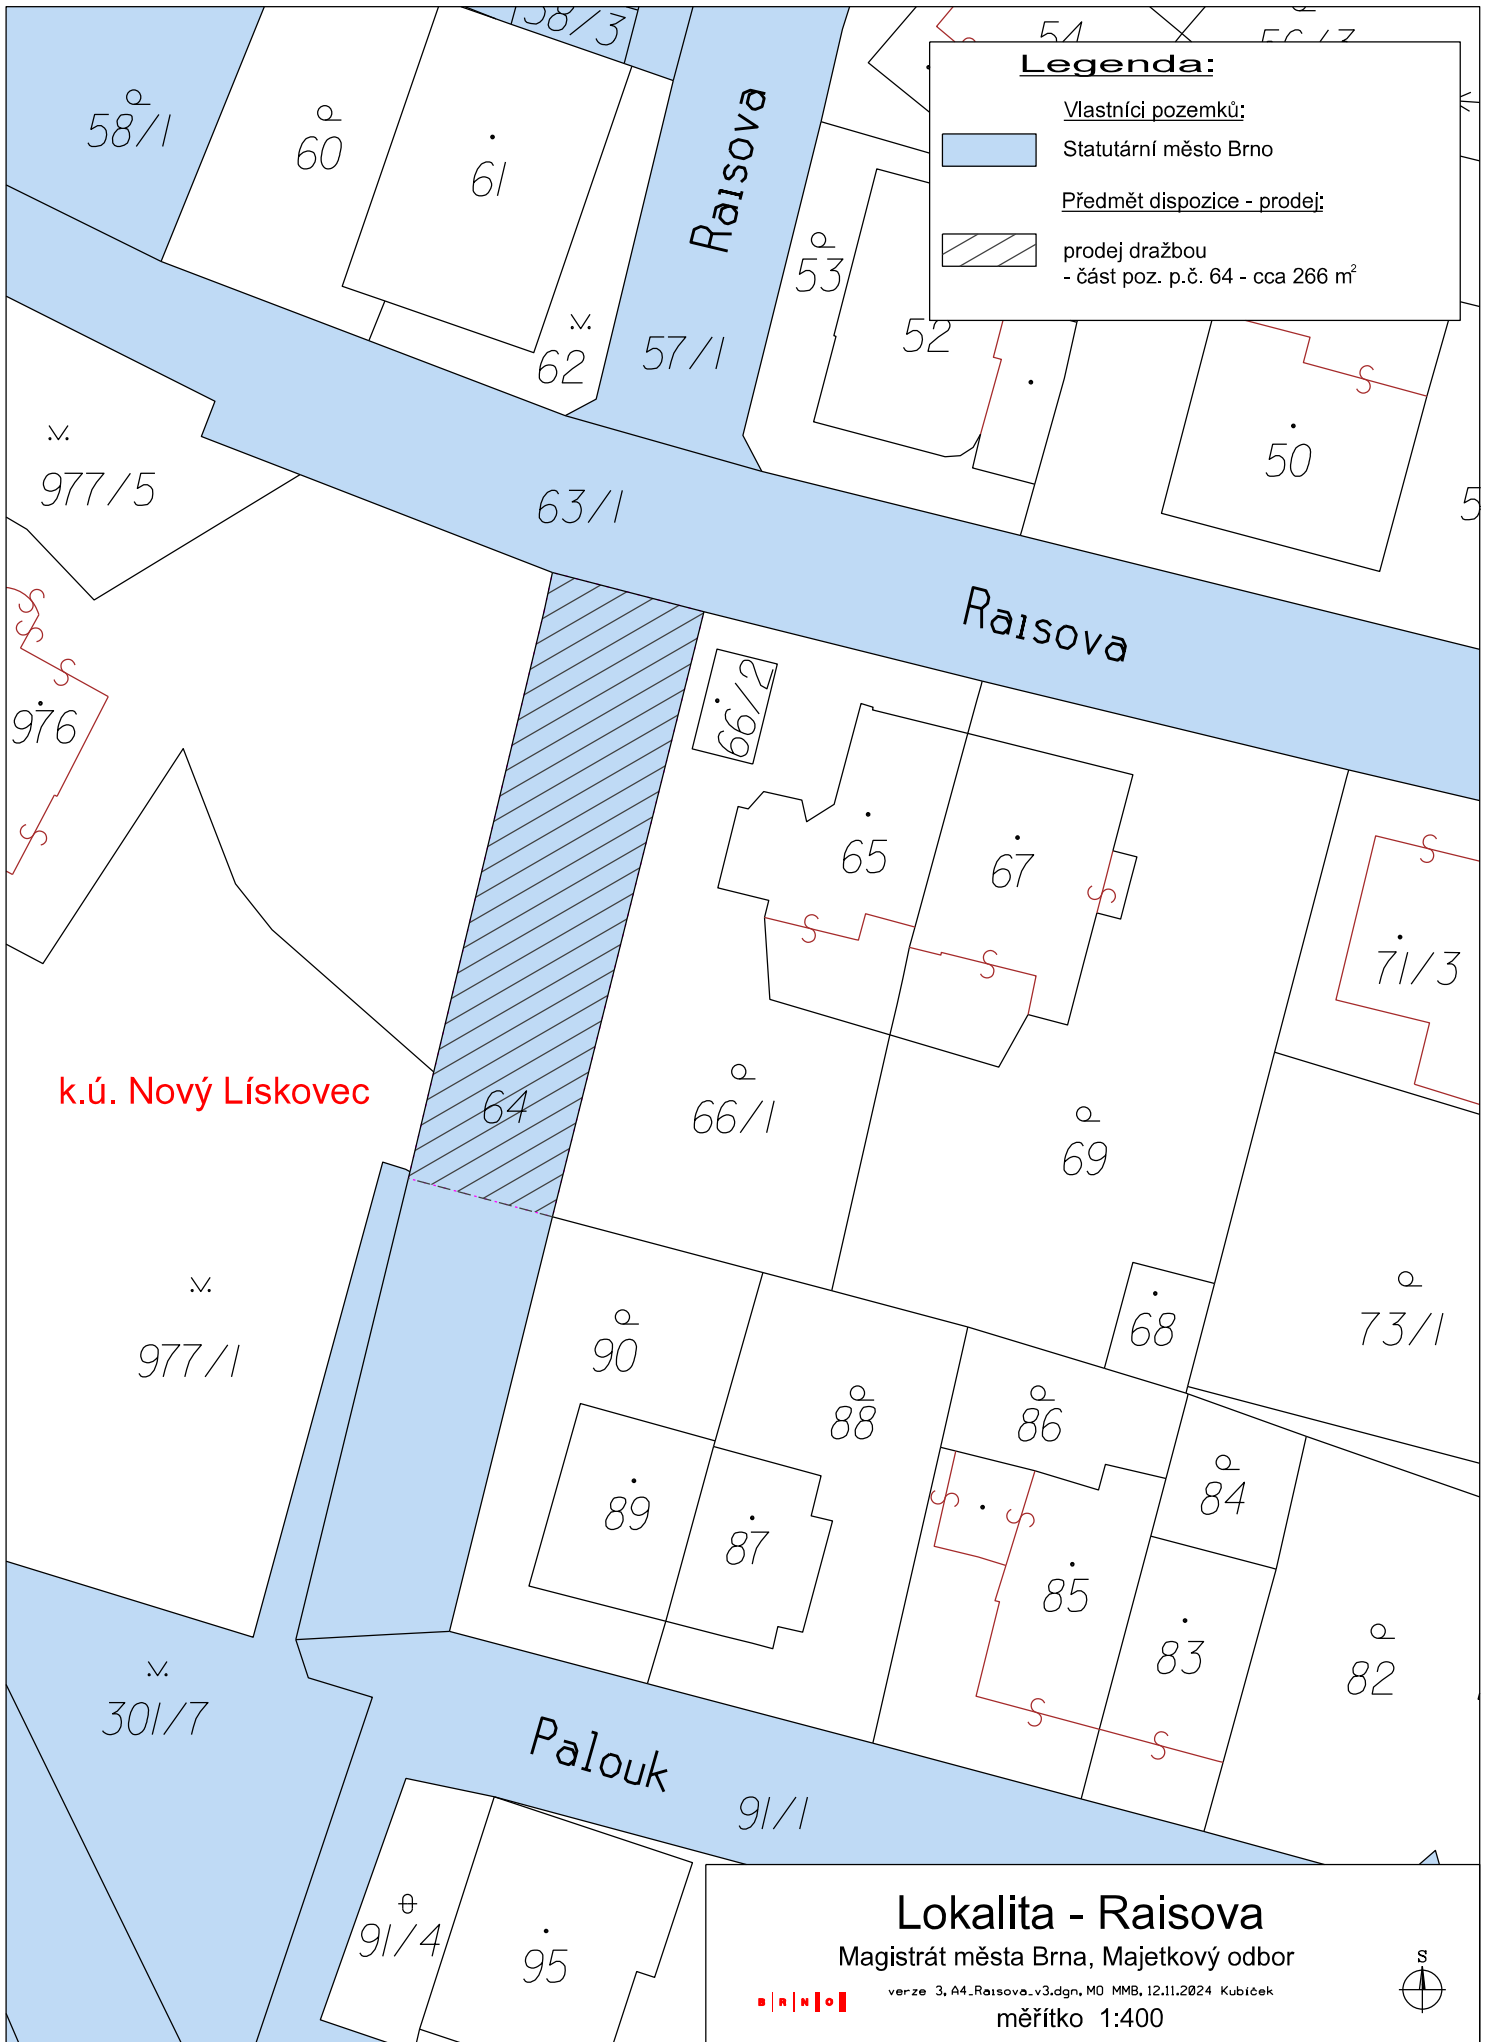 58/3
54
Legenda:
Vlastníci pozemků:
Statutární město Brno
Předmět dispozice - prodej:
prodej dražbou
- část poz. p.č. 64 - cca 266 m²
58/1
60
61
Raisova
53
52
62
57/1
50
977/5
63/1
Raisova
66/2
976
65
67
71/3
k.ú. Nový Lískovec
64
66/1
69
977/1
90
68
73/1
88
86
84
89
87
85
83
82
301/7
Palouk
91/1
91/4
95
Lokalita - Raisova
Magistrát města Brna, Majetkový odbor
verze 3, A4_Raisova_v3.dgn, MO MMB, 12.11.2024 Kubíček
měřítko 1:400
BRNO
S